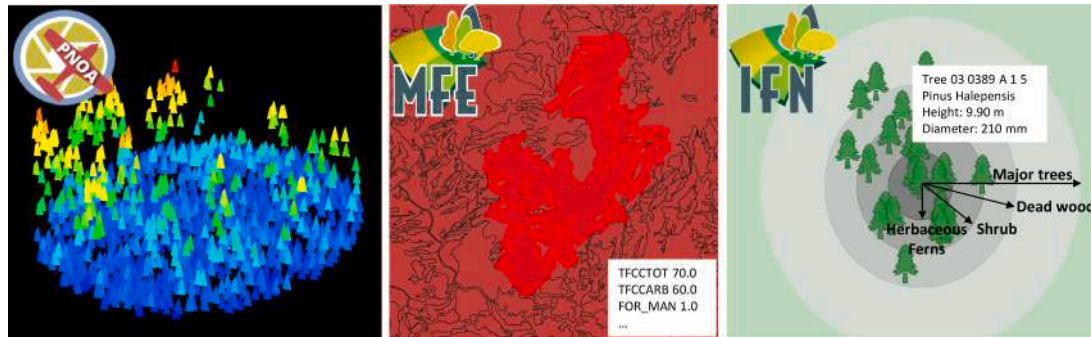 PNOA
MFE
TFCCTOT 70.0
TFCCARB 60.0
FOR_MAN 1.0
...
IFN
Tree 03 0389 A 1 5
Pinus Halepensis
Height: 9.90 m
Diameter: 210 mm
Major trees
Dead wood
Herbaceous
Shrub
Ferns